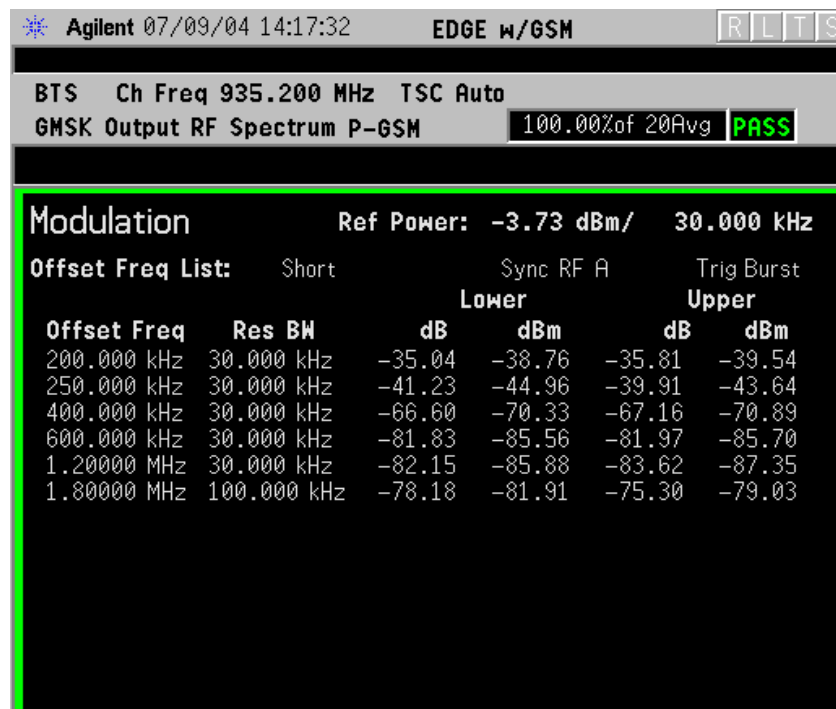 Agilent 07/09/04 14:17:32 EDGE w/GSM R L T S
BTS Ch Freq 935.200 MHz TSC Auto
GMSK Output RF Spectrum P-GSM 100.00%of 20Avg PASS
Modulation Ref Power: -3.73 dBm/ 30.000 kHz
Offset Freq List: Short Sync RF A Trig Burst
Lower Upper
Offset Freq Res BW dB dBm dB dBm
200.000 kHz 30.000 kHz -35.04 -38.76 -35.81 -39.54
250.000 kHz 30.000 kHz -41.23 -44.96 -39.91 -43.64
400.000 kHz 30.000 kHz -66.60 -70.33 -67.16 -70.89
600.000 kHz 30.000 kHz -81.83 -85.56 -81.97 -85.70
1.20000 MHz 30.000 kHz -82.15 -85.88 -83.62 -87.35
1.80000 MHz 100.000 kHz -78.18 -81.91 -75.30 -79.03